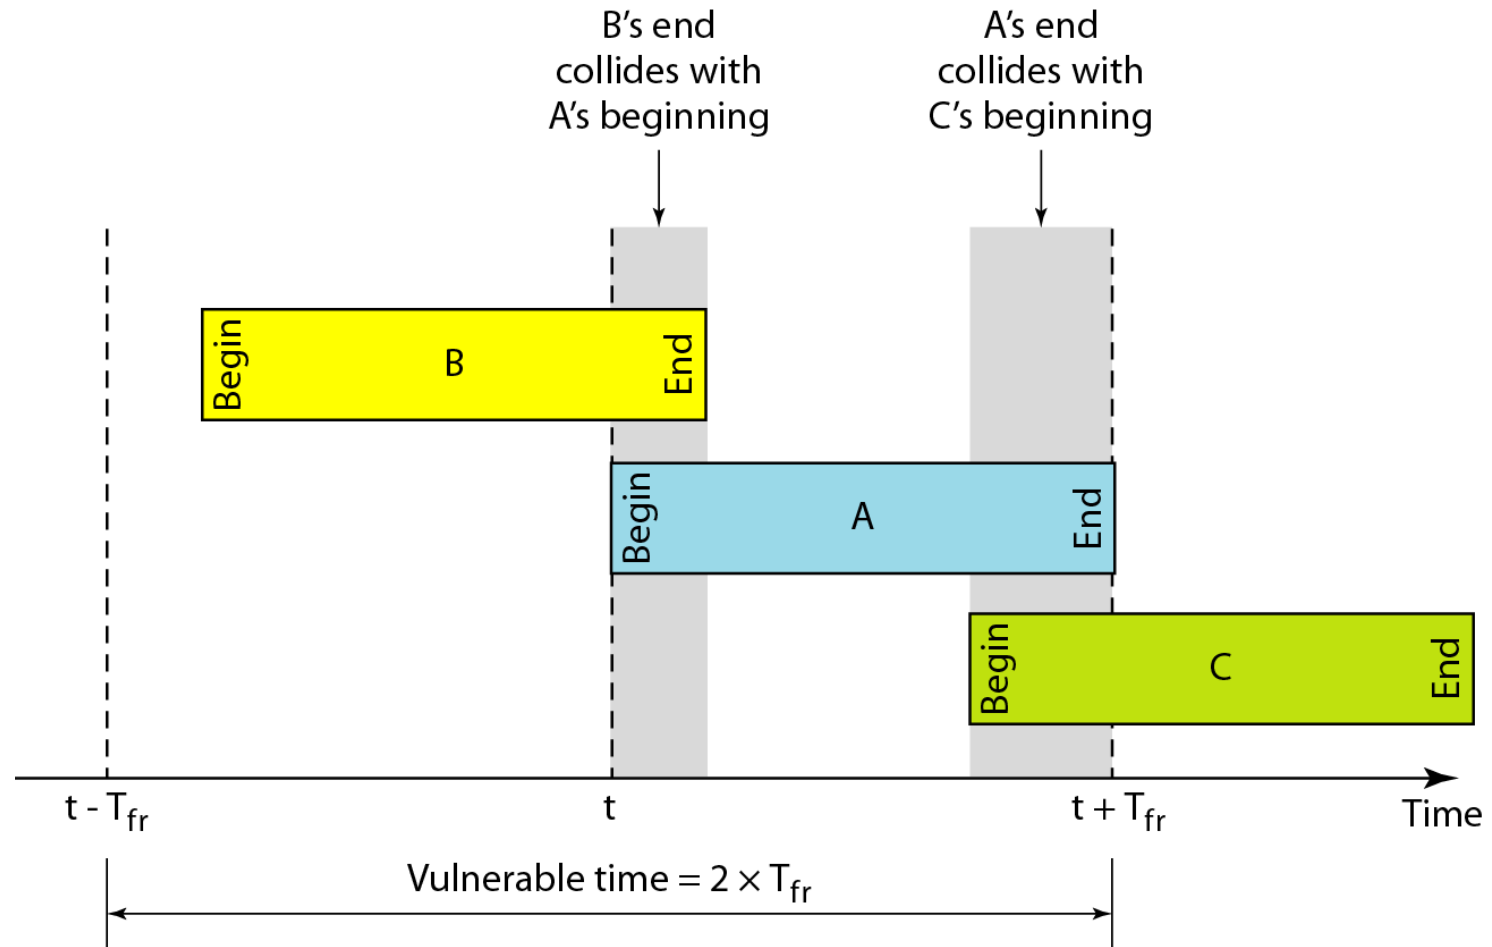 B’s end
collides with
A’s beginning
A’s end
collides with
C’s beginning
Begin
B
End
Begin
A
End
Begin
C
End
t - Tfr
t
t + Tfr
Time
Vulnerable time = 2 × Tfr